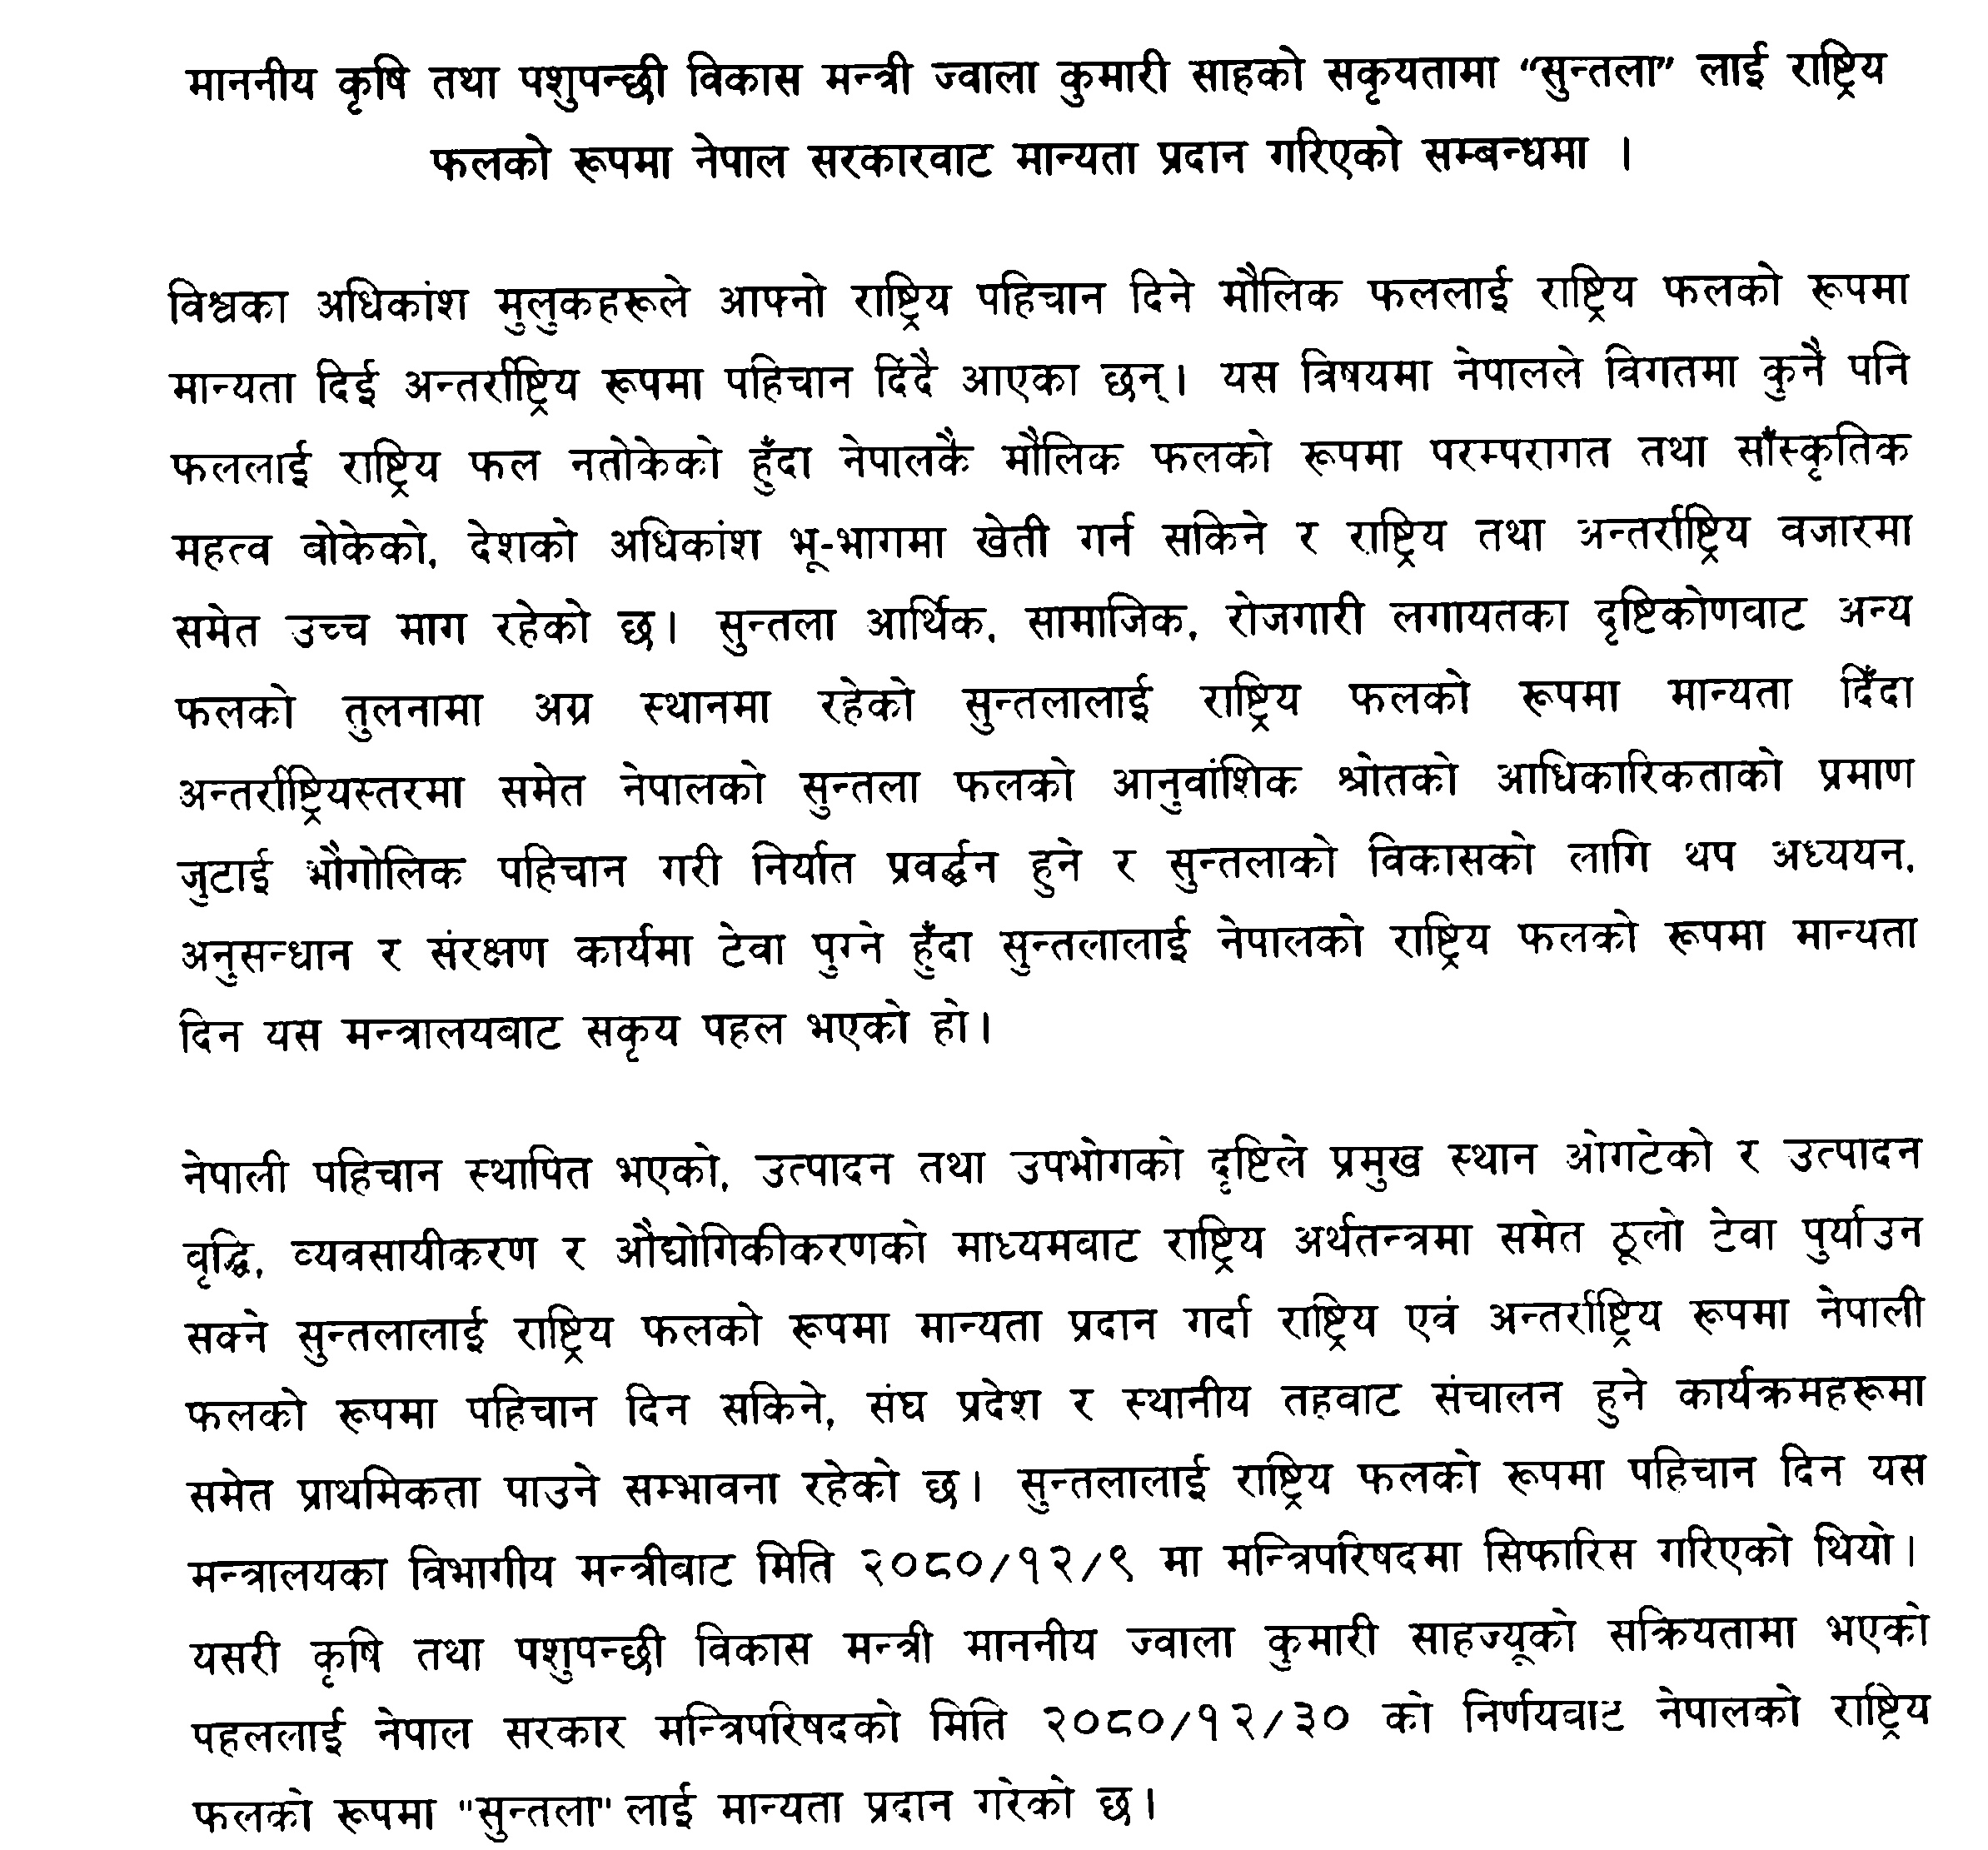 माननीय कृषि तथा पशुपन्छी विकास मन्त्री ज्वाला कुमारी साहको सकृयतामा “सुन्तला” लाई राष्ट्रिय
फलको रूपमा नेपाल सरकारवाट मान्यता प्रदान गरिएको सम्बन्धमा ।
विश्वका अधिकांश मुलुकहरूले आफ्नो राष्ट्रिय पहिचान दिने मौलिक फललाई राष्ट्रिय फलको रूपमा
मान्यता दिई अन्तर्राष्ट्रिय रूपमा पहिचान दिंदै आएका छन्। यस विषयमा नेपालले विगतमा कुनै पनि
फललाई राष्ट्रिय फल नतोकेको हुँदा नेपालकै मौलिक फलको रूपमा परम्परागत तथा साँस्कृतिक
महत्व बोकेको, देशको अधिकांश भू-भागमा खेती गर्न सकिने र राष्ट्रिय तथा अन्तर्राष्ट्रिय वजारमा
समेत उच्च माग रहेको छ। सुन्तला आर्थिक, सामाजिक, रोजगारी लगायतका दृष्टिकोणवाट अन्य
फलको तुलनामा अग्र स्थानमा रहेको सुन्तलालाई राष्ट्रिय फलको रूपमा मान्यता दिँदा
अन्तर्राष्ट्रियस्तरमा समेत नेपालको सुन्तला फलको आनुवांशिक श्रोतको आधिकारिकताको प्रमाण
जुटाई भौगोलिक पहिचान गरी निर्यात प्रवर्द्धन हुने र सुन्तलाको विकासको लागि थप अध्ययन,
अनुसन्धान र संरक्षण कार्यमा टेवा पुग्ने हुँदा सुन्तलालाई नेपालको राष्ट्रिय फलको रूपमा मान्यता
दिन यस मन्त्रालयबाट सकृय पहल भएको हो।
नेपाली पहिचान स्थापित भएको, उत्पादन तथा उपभोगको दृष्टिले प्रमुख स्थान ओगटेको र उत्पादन
वृद्धि, व्यवसायीकरण र औद्योगिकीकरणको माध्यमवाट राष्ट्रिय अर्थतन्त्रमा समेत ठूलो टेवा पुर्याउन
सक्ने सुन्तलालाई राष्ट्रिय फलको रूपमा मान्यता प्रदान गर्दा राष्ट्रिय एवं अन्तर्राष्ट्रिय रूपमा नेपाली
फलको रूपमा पहिचान दिन सकिने, संघ प्रदेश र स्थानीय तहवाट संचालन हुने कार्यक्रमहरूमा
समेत प्राथमिकता पाउने सम्भावना रहेको छ। सुन्तलालाई राष्ट्रिय फलको रूपमा पहिचान दिन यस
मन्त्रालयका विभागीय मन्त्रीवाट मिति २०८०/१२/९ मा मन्त्रिपरिषदमा सिफारिस गरिएको थियो।
यसरी कृषि तथा पशुपन्छी विकास मन्त्री माननीय ज्वाला कुमारी साहज्यूको सक्रियतामा भएको
पहललाई नेपाल सरकार मन्त्रिपरिषदको मिति २०८०/१२/३० को निर्णयवाट नेपालको राष्ट्रिय
फलको रूपमा "सुन्तला" लाई मान्यता प्रदान गरेको छ।